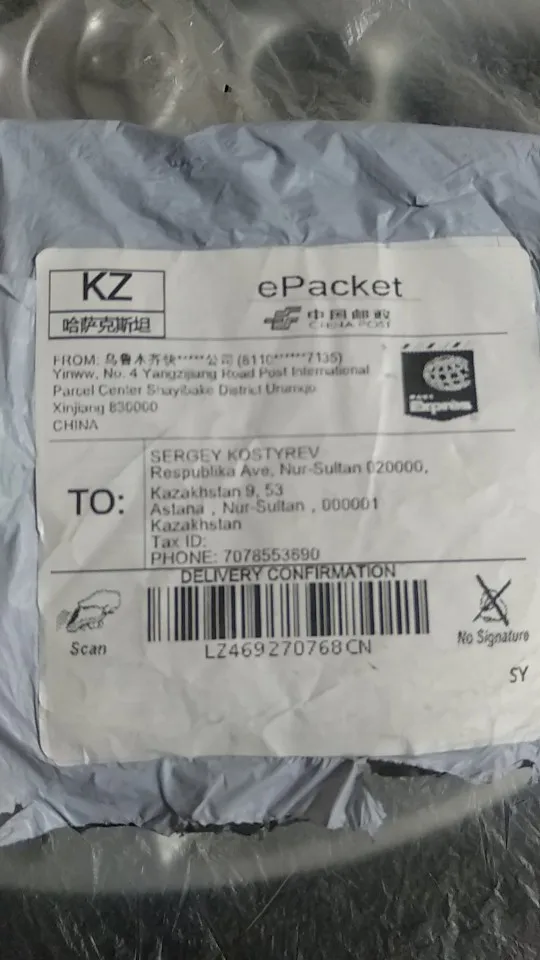 KZ
哈萨克斯坦
ePacket
中国邮政
CHINA POST
FROM: 乌鲁木齐快*****公司 (8110******7135)
Yinww, No. 4 Yangzijiang Road Post International
Parcel Center Shayibake District Urumqi
Xinjiang 830000
CHINA
Express
TO:
SERGEY KOSTYREV
Respublika Ave, Nur-Sultan 020000,
Kazakhstan 9, 53
Astana , Nur-Sultan , 000001
Kazakhstan
Tax ID:
PHONE: 7078553690
DELIVERY CONFIRMATION
Scan
LZ469270768CN
No Signature
SY